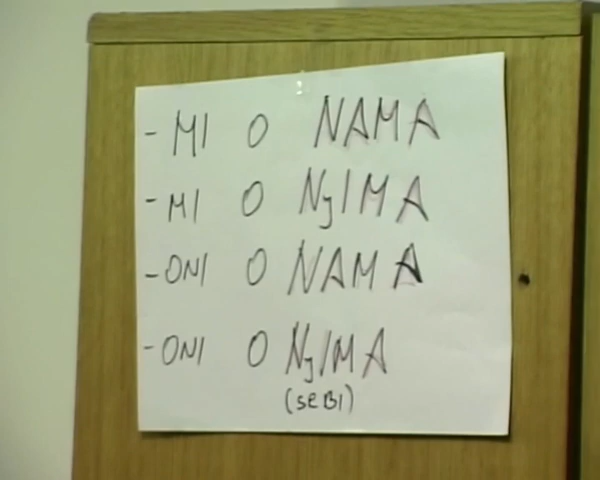 - MI O NAMA
- MI O NjIMA
- ONI O NAMA
- ONI O NjIMA
(SEBI)